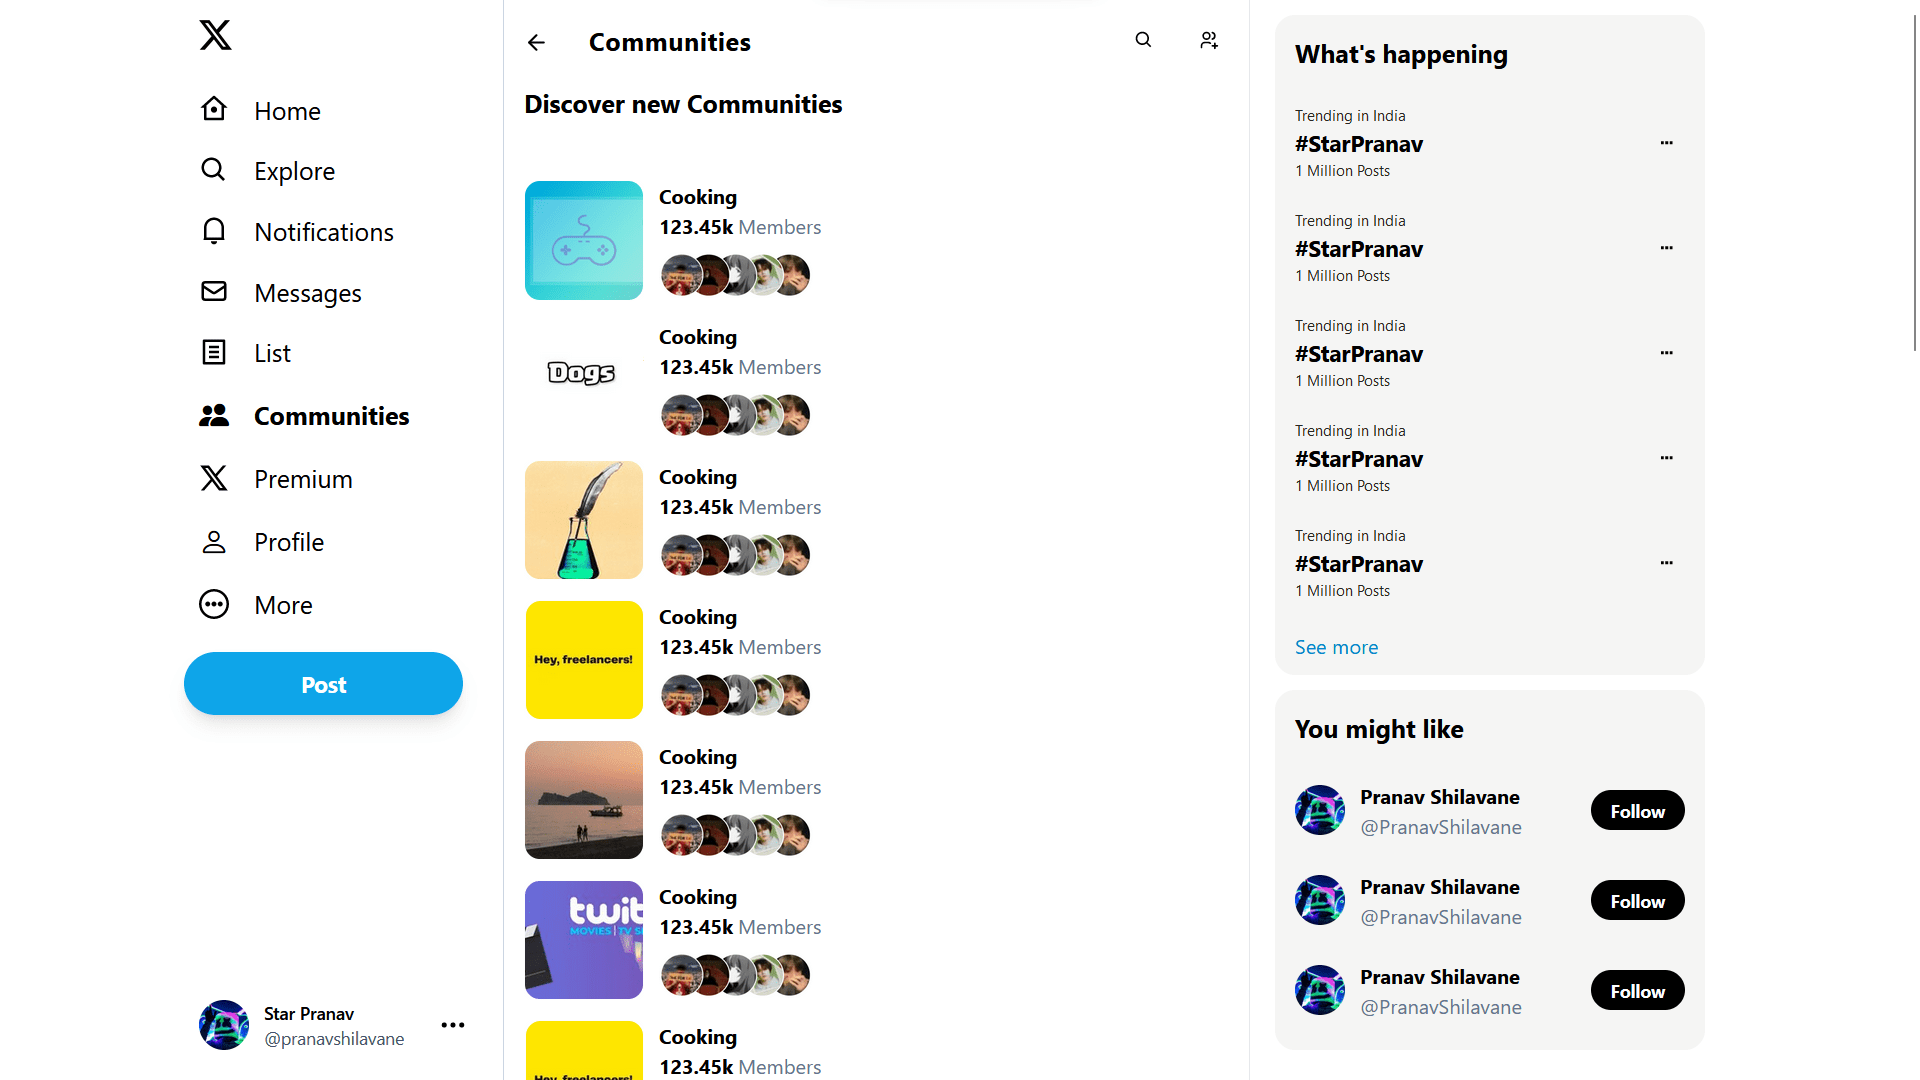 Home
Explore
Notifications
Messages
List
Communities
Premium
Profile
More
Post
Star Pranav
@pranavshilavane
Communities
Discover new Communities
Cooking
123.45k Members
Dogs
Cooking
123.45k Members
Cooking
123.45k Members
Hey, freelancers!
Cooking
123.45k Members
Cooking
123.45k Members
twit
MOVIES | TV S
Cooking
123.45k Members
Hey, freelancers!
Cooking
123.45k Members
What's happening
Trending in India
#StarPranav
1 Million Posts
Trending in India
#StarPranav
1 Million Posts
Trending in India
#StarPranav
1 Million Posts
Trending in India
#StarPranav
1 Million Posts
Trending in India
#StarPranav
1 Million Posts
See more
You might like
Pranav Shilavane
@PranavShilavane
Follow
Pranav Shilavane
@PranavShilavane
Follow
Pranav Shilavane
@PranavShilavane
Follow